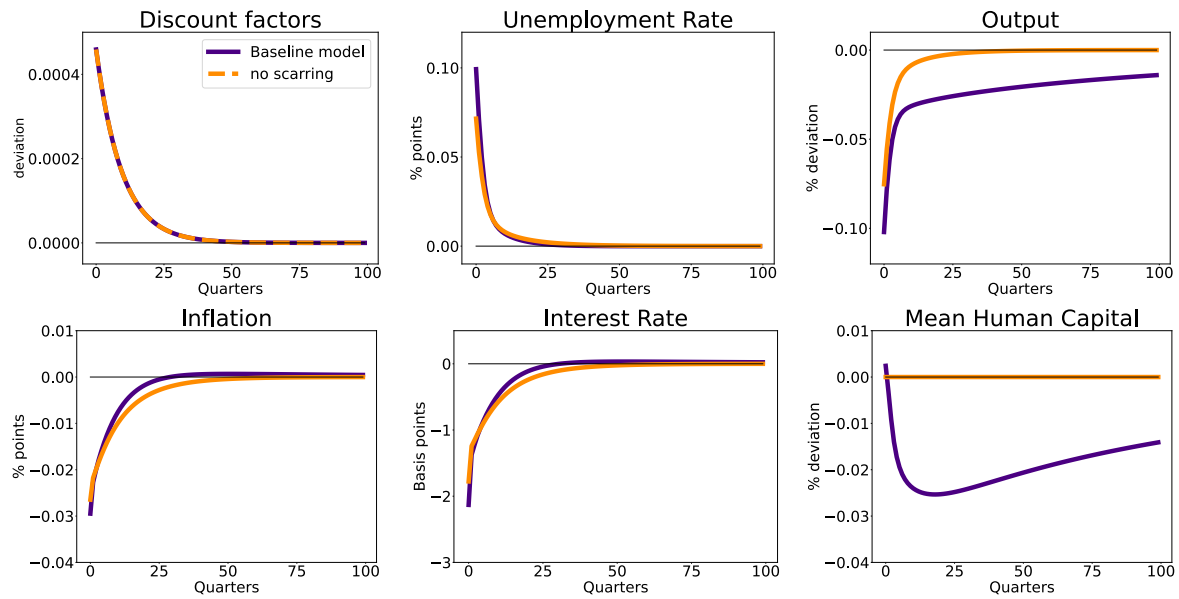 Discount factors
Baseline model
no scarring
0.0004
0.0002
0.0000
deviation
0 25 50 75 100
Quarters
Unemployment Rate
0.10
0.05
0.00
% points
0 25 50 75 100
Quarters
Output
0.00
−0.05
−0.10
% deviation
0 25 50 75 100
Quarters
Inflation
0.01
0.00
−0.01
−0.02
−0.03
−0.04
% points
0 25 50 75 100
Quarters
Interest Rate
0
−1
−2
−3
Basis points
0 25 50 75 100
Quarters
Mean Human Capital
0.01
0.00
−0.01
−0.02
−0.03
−0.04
% deviation
0 25 50 75 100
Quarters